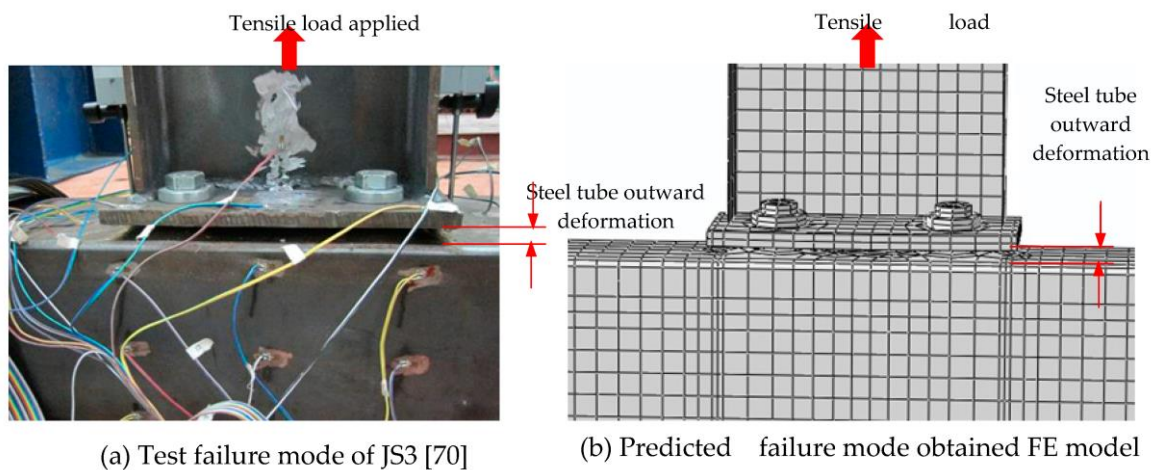 Tensile load applied
Tensile load
Steel tube outward
deformation
Steel tube
outward
deformation
(a) Test failure mode of JS3 [70]
(b) Predicted failure mode obtained FE model